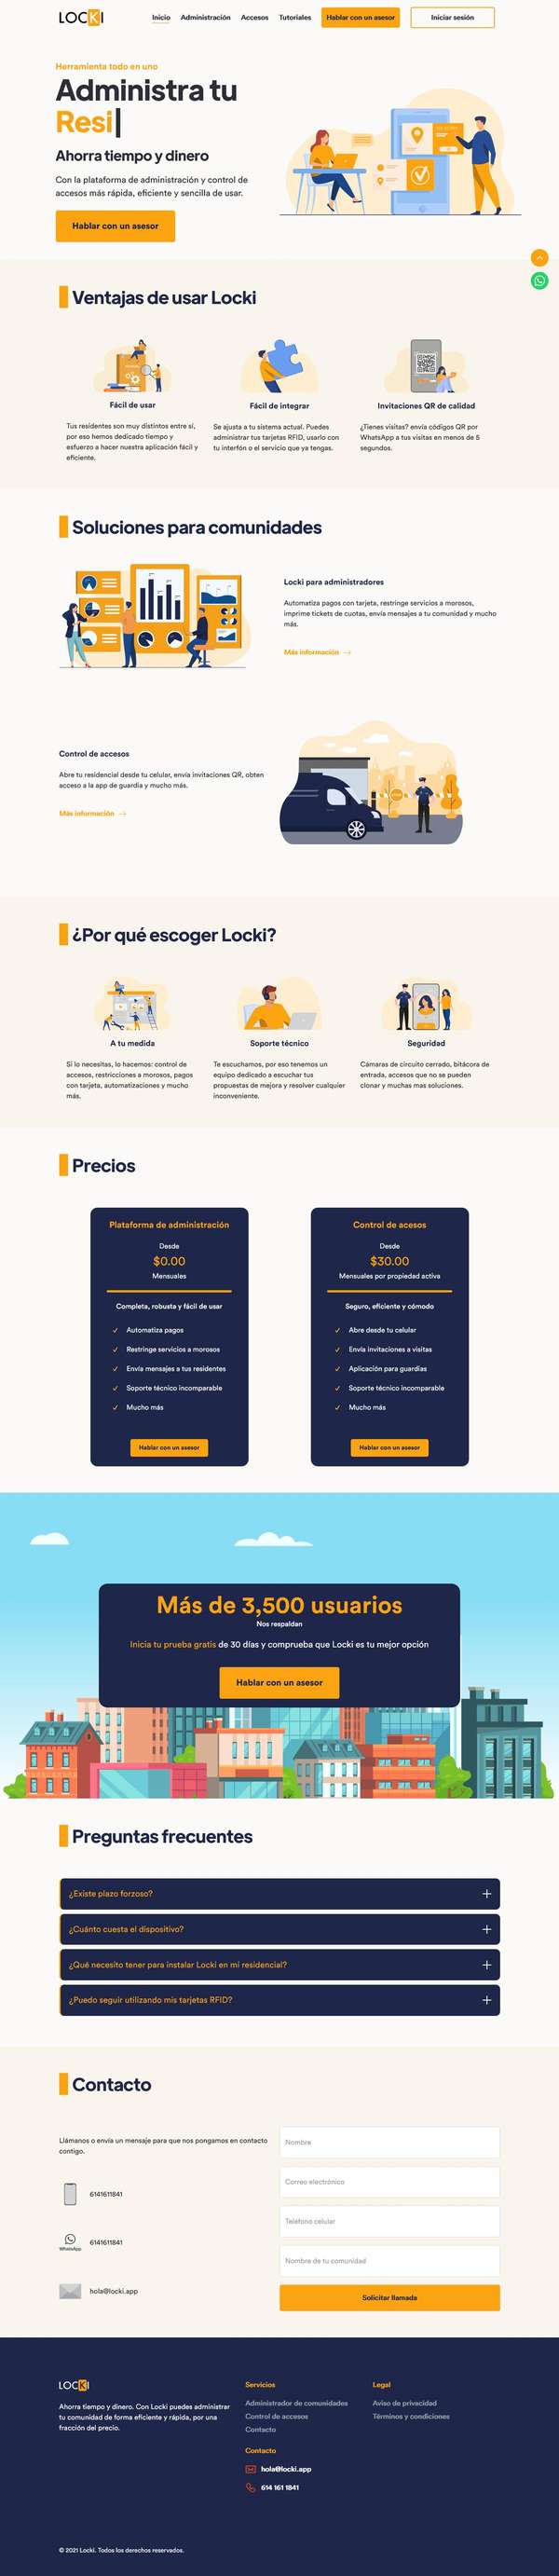 LOCKI
Inicio Administración Accesos Tutoriales Hablar con un asesor Iniciar sesión
Herramienta todo en uno
Administra tu
Resi|
Ahorra tiempo y dinero
Con la plataforma de administración y control de
accesos más rápida, eficiente y sencilla de usar.
Hablar con un asesor
Ventajas de usar Locki
Fácil de usar
Tus residentes son muy distintos entre sí,
por eso hemos dedicado tiempo y
esfuerzo a hacer nuestra aplicación fácil y
eficiente.
Fácil de integrar
Se ajusta a tu sistema actual. Puedes
administrar tus tarjetas RFID, usarlo con
tu interfón o el servicio que ya tengas.
Invitaciones QR de calidad
¿Tienes visitas? envía códigos QR por
WhatsApp a tus visitas en menos de 5
segundos.
Soluciones para comunidades
Locki para administradores
Automatiza pagos con tarjeta, restringe servicios a morosos,
imprime tickets de cuotas, envía mensajes a tu comunidad y mucho
más.
Más información →
Control de accesos
Abre tu residencial desde tu celular, envía invitaciones QR, obten
acceso a la app de guardia y mucho más.
Más información →
¿Por qué escoger Locki?
A tu medida
Si lo necesitas, lo hacemos: control de
accesos, restricciones a morosos, pagos
con tarjeta, automatizaciones y mucho
más.
Soporte técnico
Te escuchamos, por eso tenemos un
equipo dedicado a escuchar tus
propuestas de mejora y resolver cualquier
inconveniente.
Seguridad
Cámaras de circuito cerrado, bitácora de
entrada, accesos que no se pueden
clonar y muchas mas soluciones.
Precios
Plataforma de administración
Desde
$0.00
Mensuales
Completa, robusta y fácil de usar
✓ Automatiza pagos
✓ Restringe servicios a morosos
✓ Envía mensajes a tus residentes
✓ Soporte técnico incomparable
✓ Mucho más
Hablar con un asesor
Control de acesos
Desde
$30.00
Mensuales por propiedad activa
Seguro, eficiente y cómodo
✓ Abre desde tu celular
✓ Envía invitaciones a visitas
✓ Aplicación para guardias
✓ Soporte técnico incomparable
✓ Mucho más
Hablar con un asesor
Más de 3,500 usuarios
Nos respaldan
Inicia tu prueba gratis de 30 días y comprueba que Locki es tu mejor opción
Hablar con un asesor
Preguntas frecuentes
¿Existe plazo forzoso?
¿Cuánto cuesta el dispositivo?
¿Qué necesito tener para instalar Locki en mi residencial?
¿Puedo seguir utilizando mis tarjetas RFID?
Contacto
Llámanos o envía un mensaje para que nos pongamos en contacto
contigo.
6141611841
WhatsApp
6141611841
hola@locki.app
Nombre
Correo electrónico
Teléfono celular
Nombre de tu comunidad
Solicitar llamada
LOCKI
Ahorra tiempo y dinero. Con Locki puedes administrar
tu comunidad de forma eficiente y rápida, por una
fracción del precio.
Servicios
Administrador de comunidades
Control de accesos
Contacto
Contacto
hola@locki.app
614 161 1841
Legal
Aviso de privacidad
Términos y condiciones
© 2021 Locki. Todos los derechos reservados.